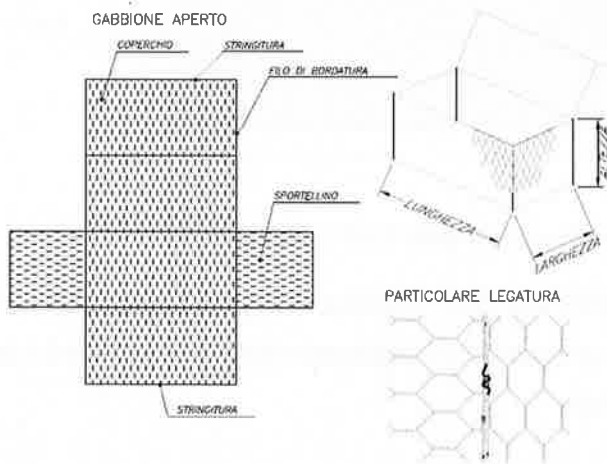 GABBIONE APERTO
COPERCHIO
STRINGITURA
FILO DI BORDATURA
SPORTELLINO
STRINGITURA
LUNGHEZZA
LARGHEZZA
PARTICOLARE LEGATURA